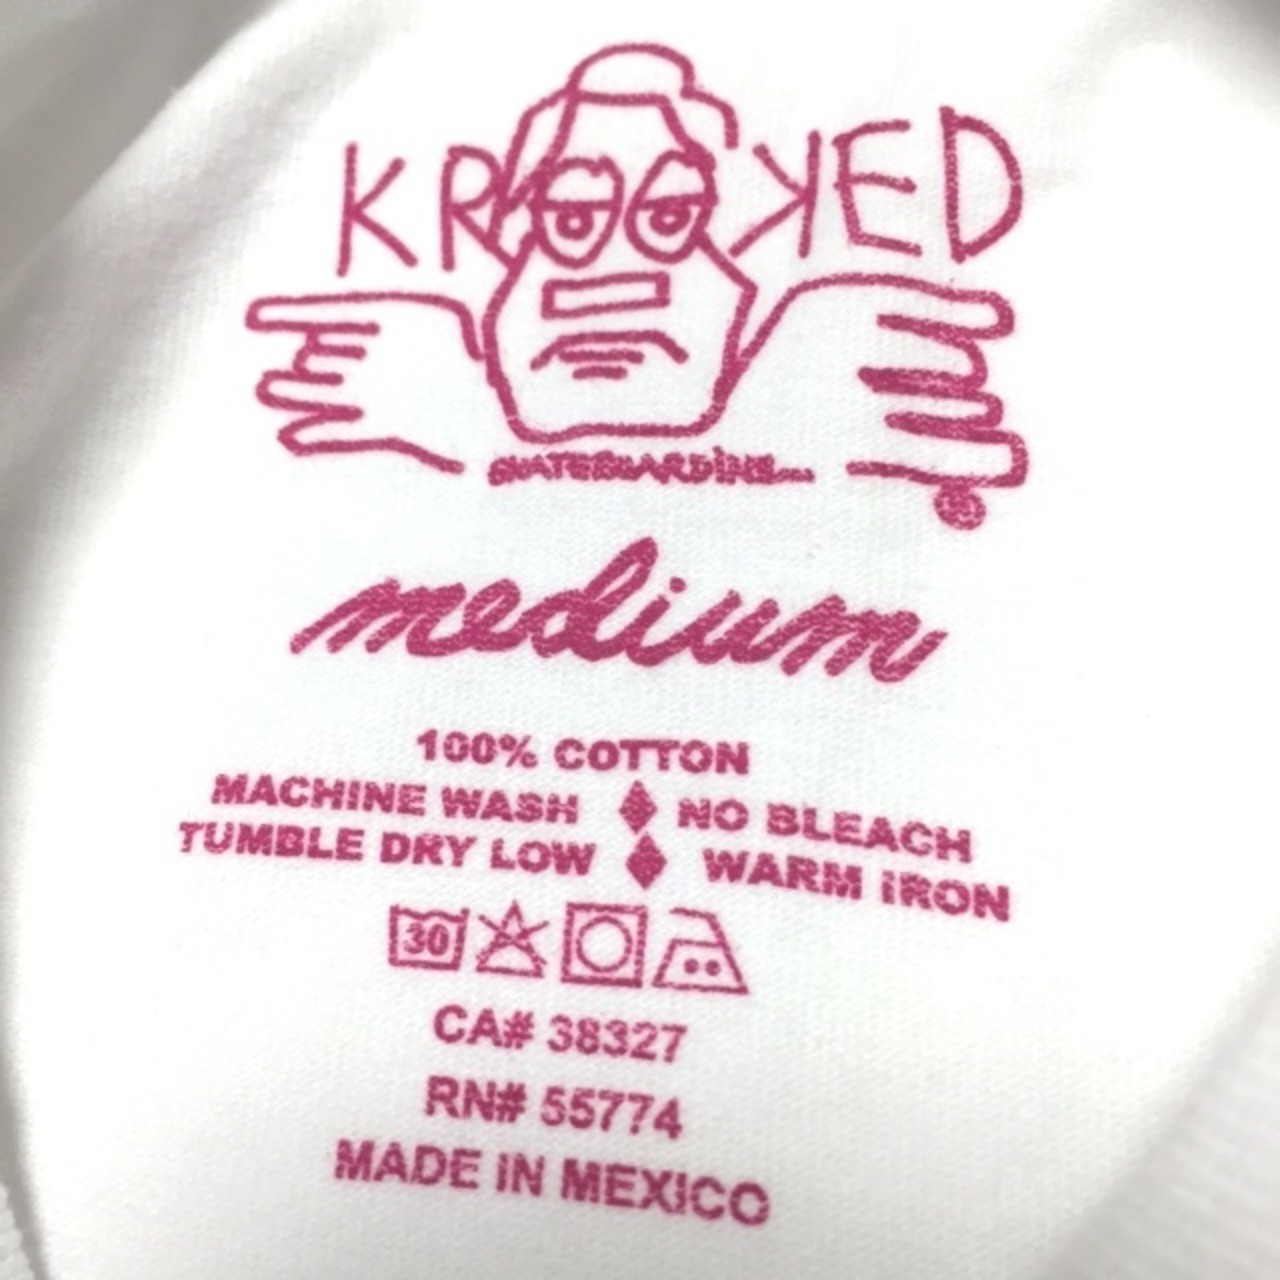 KROOKED
SKATEBOARDING
medium
100% COTTON
MACHINE WASH ♦ NO BLEACH
TUMBLE DRY LOW ♦ WARM IRON
30
CA# 38327
RN# 55774
MADE IN MEXICO